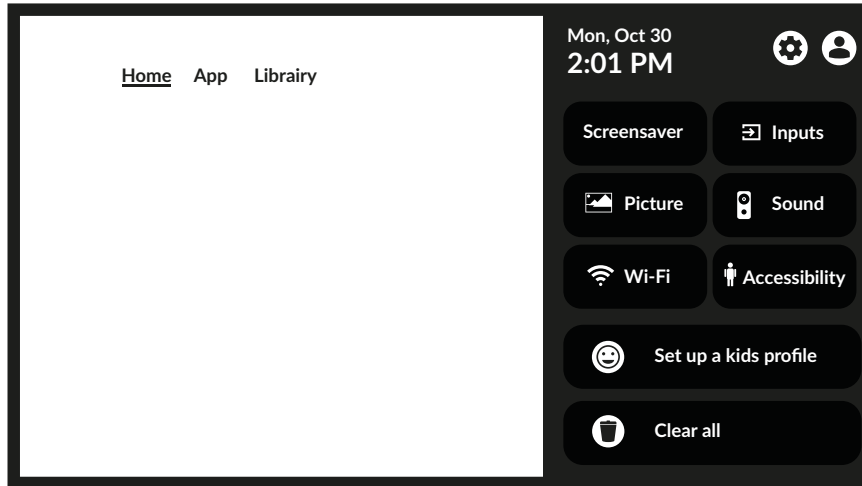 Home App Librairy
Mon, Oct 30
2:01 PM
Screensaver
Inputs
Picture
Sound
Wi-Fi
Accessibility
Set up a kids profile
Clear all